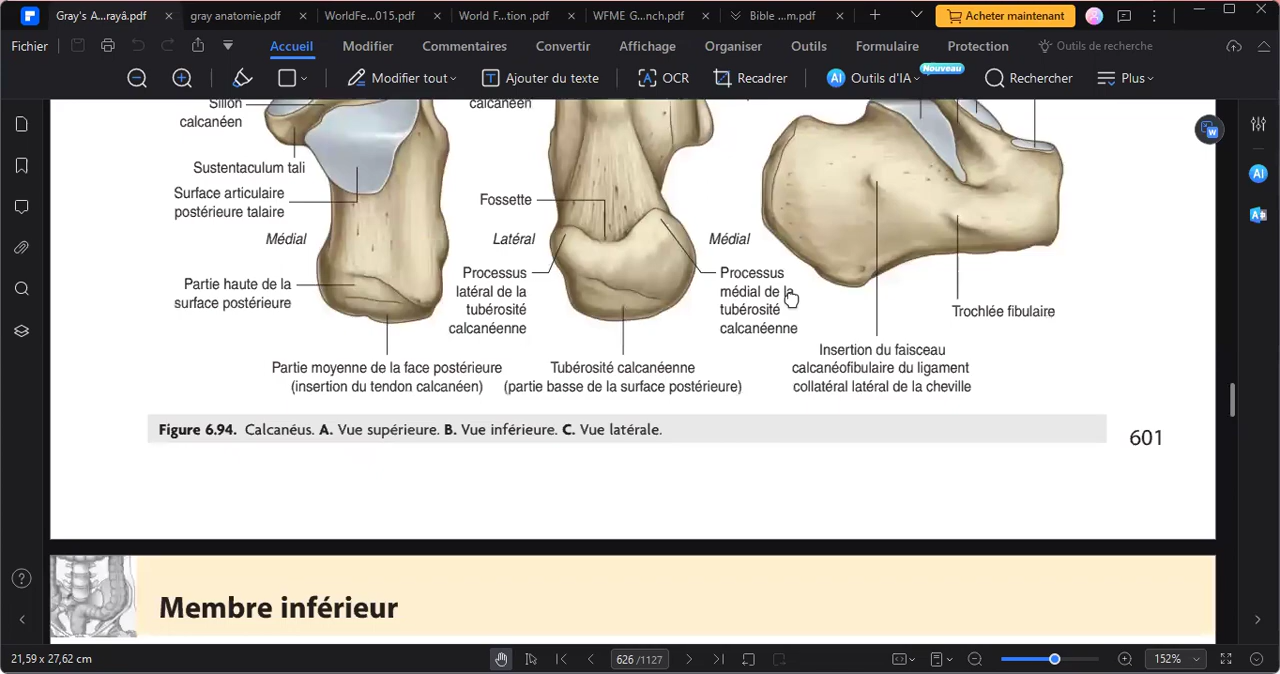 Gray's A...rayâ.pdf
gray anatomie.pdf
WorldFe...015.pdf
World F...tion .pdf
WFME G...nch.pdf
Bible ...m.pdf
Acheter maintenant
Fichier
Accueil
Modifier
Commentaires
Convertir
Affichage
Organiser
Outils
Formulaire
Protection
Outils de recherche
Modifier tout
Ajouter du texte
OCR
Recadrer
AI Outils d'IA
Nouveau
Rechercher
Plus
Sillon
calcanéen
Sustentaculum tali
Surface articulaire
postérieure talaire
Médial
Partie haute de la
surface postérieure
Partie moyenne de la face postérieure
(insertion du tendon calcanéen)
calcanéen
Fossette
Latéral
Médial
Processus
latéral de la
tubérosité
calcanéenne
Processus
médial de la
tubérosité
calcanéenne
Tubérosité calcanéenne
(partie basse de la surface postérieure)
Trochlée fibulaire
Insertion du faisceau
calcanéofibulaire du ligament
collatéral latéral de la cheville
Figure 6.94. Calcanéus. A. Vue supérieure. B. Vue inférieure. C. Vue latérale.
601
Membre inférieur
AI
21,59 x 27,62 cm
626 /1127
152%